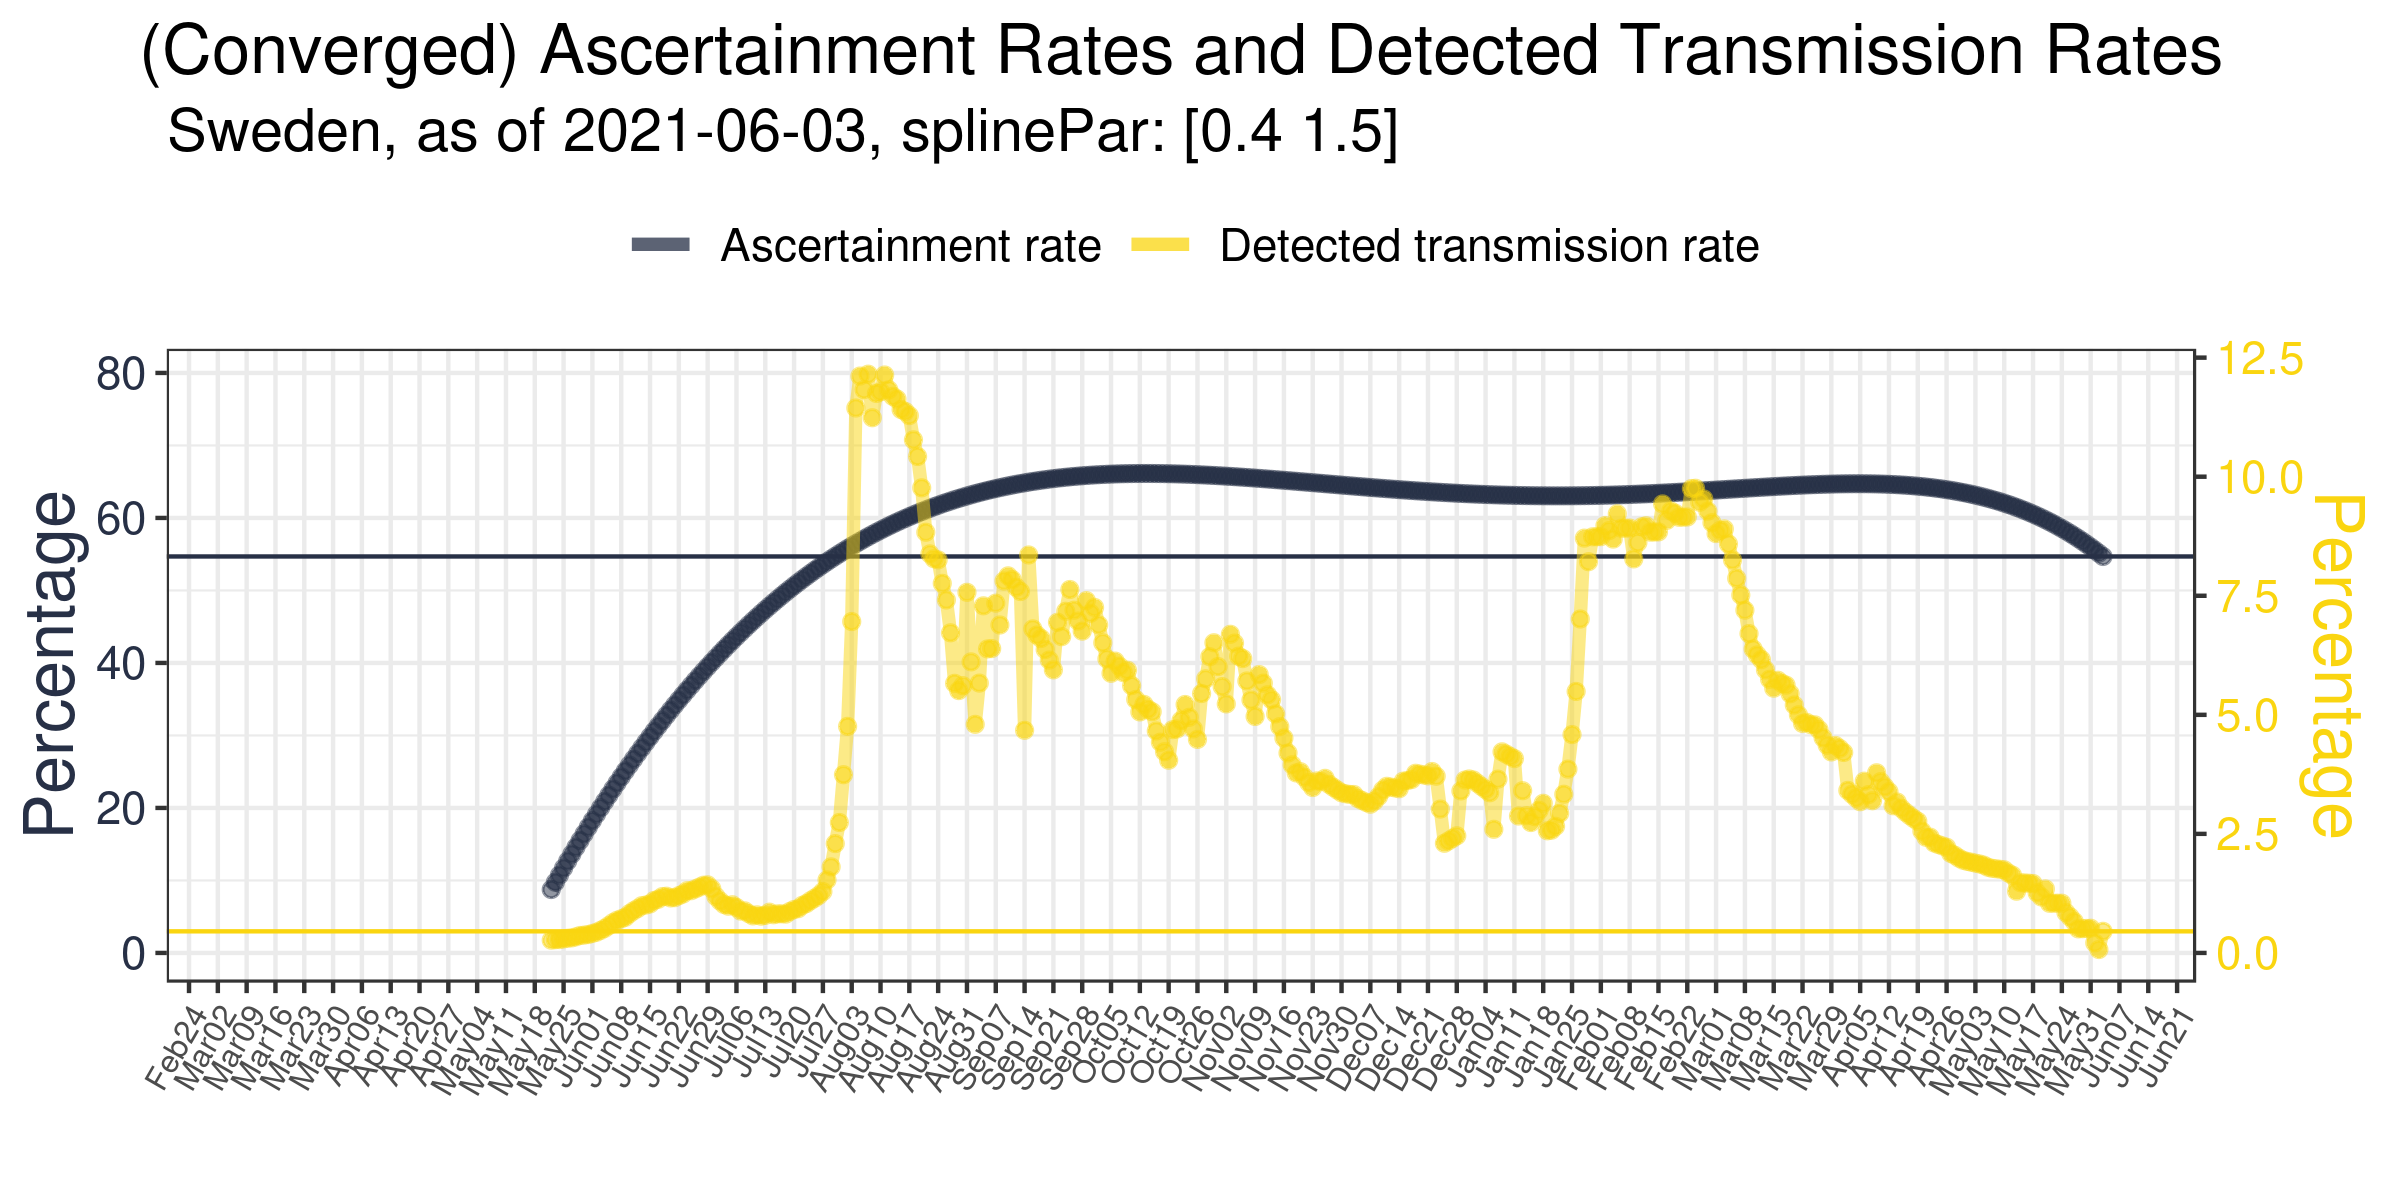 (Converged) Ascertainment Rates and Detected Transmission Rates
Sweden, as of 2021-06-03, splinePar: [0.4 1.5]
Ascertainment rate
Detected transmission rate
Percentage
80
60
40
20
0
12.5
10.0
7.5
5.0
2.5
0.0
Percentage
Feb24
Mar02
Mar09
Mar16
Mar23
Mar30
Apr06
Apr13
Apr20
Apr27
May04
May11
May18
May25
Jun01
Jun08
Jun15
Jun22
Jun29
Jul06
Jul13
Jul20
Jul27
Aug03
Aug10
Aug17
Aug24
Aug31
Sep07
Sep14
Sep21
Sep28
Oct05
Oct12
Oct19
Oct26
Nov02
Nov09
Nov16
Nov23
Nov30
Dec07
Dec14
Dec21
Dec28
Jan04
Jan11
Jan18
Jan25
Feb01
Feb08
Feb15
Feb22
Mar01
Mar08
Mar15
Mar22
Mar29
Apr05
Apr12
Apr19
Apr26
May03
May10
May17
May24
May31
Jun07
Jun14
Jun21